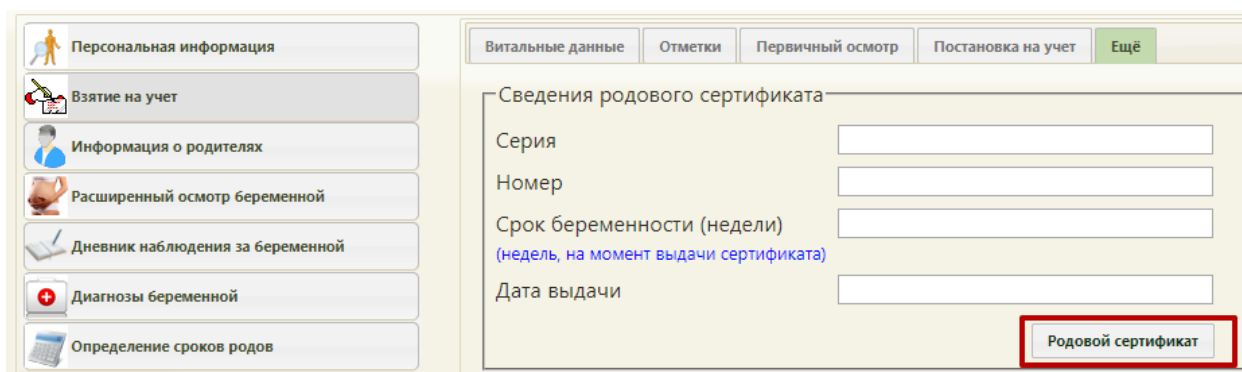 Персональная информация
Взятие на учет
Информация о родителях
Расширенный осмотр беременной
Дневник наблюдения за беременной
Диагнозы беременной
Определение сроков родов
Витальные данные Отметки Первичный осмотр Постановка на учет Ещё
Сведения родового сертификата
Серия
Номер
Срок беременности (недели)
(недель, на момент выдачи сертификата)
Дата выдачи
Родовой сертификат